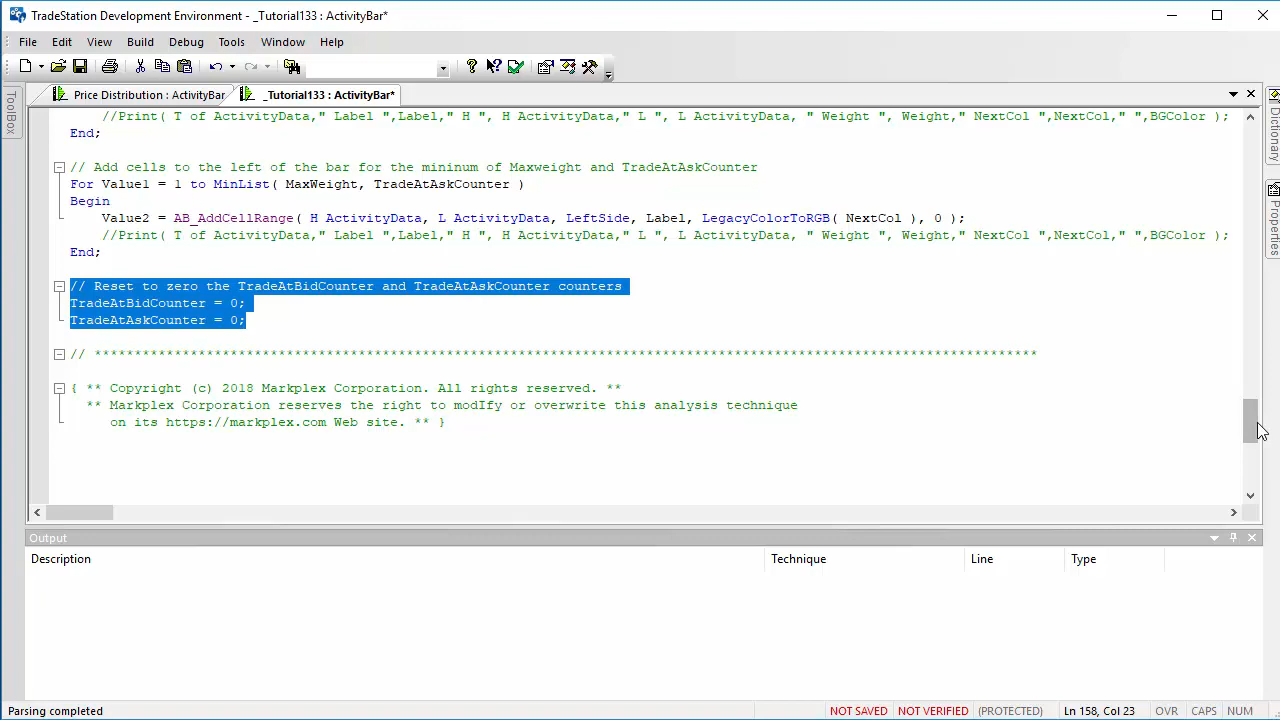 TradeStation Development Environment - _Tutorial133 : ActivityBar*
File Edit View Build Debug Tools Window Help
Price Distribution : ActivityBar _Tutorial133 : ActivityBar*
ToolBox
Dictionary
Properties
//Print( T of ActivityData," Label ",Label," H ", H ActivityData," L ", L ActivityData, " Weight ", Weight," NextCol ",NextCol," ",BGColor );
End;
// Add cells to the left of the bar for the mininum of Maxweight and TradeAtAskCounter
For Value1 = 1 to MinList( MaxWeight, TradeAtAskCounter )
Begin
Value2 = AB_AddCellRange( H ActivityData, L ActivityData, LeftSide, Label, LegacyColorToRGB( NextCol ), 0 );
//Print( T of ActivityData," Label ",Label," H ", H ActivityData," L ", L ActivityData, " Weight ", Weight," NextCol ",NextCol," ",BGColor );
End;
// Reset to zero the TradeAtBidCounter and TradeAtAskCounter counters
TradeAtBidCounter = 0;
TradeAtAskCounter = 0;
// **********************************************************************************************************************
{ ** Copyright (c) 2018 Markplex Corporation. All rights reserved. **
** Markplex Corporation reserves the right to modIfy or overwrite this analysis technique
on its https://markplex.com Web site. ** }
Output
Description Technique Line Type
Parsing completed NOT SAVED NOT VERIFIED (PROTECTED) Ln 158, Col 23 OVR CAPS NUM